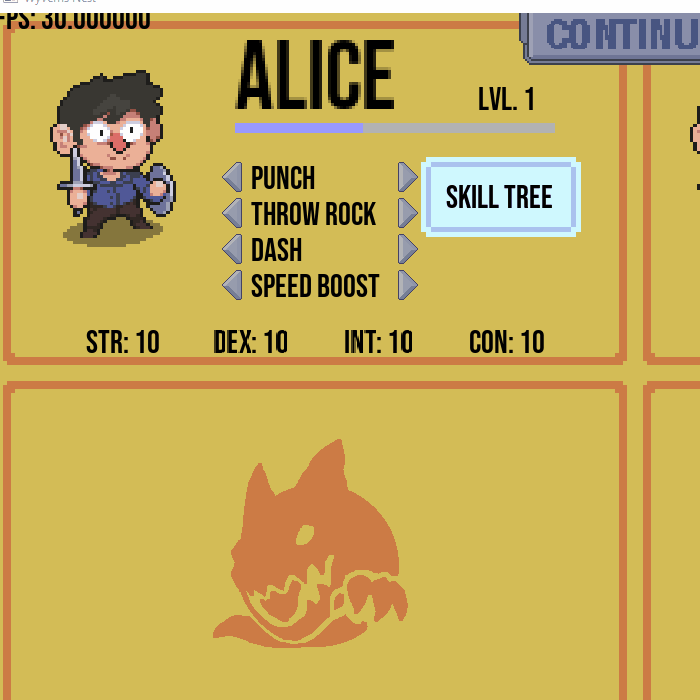 FPS: 30.000000
CONTINU
ALICE
LVL. 1
PUNCH
THROW ROCK
SKILL TREE
DASH
SPEED BOOST
STR: 10 DEX: 10 INT: 10 CON: 10